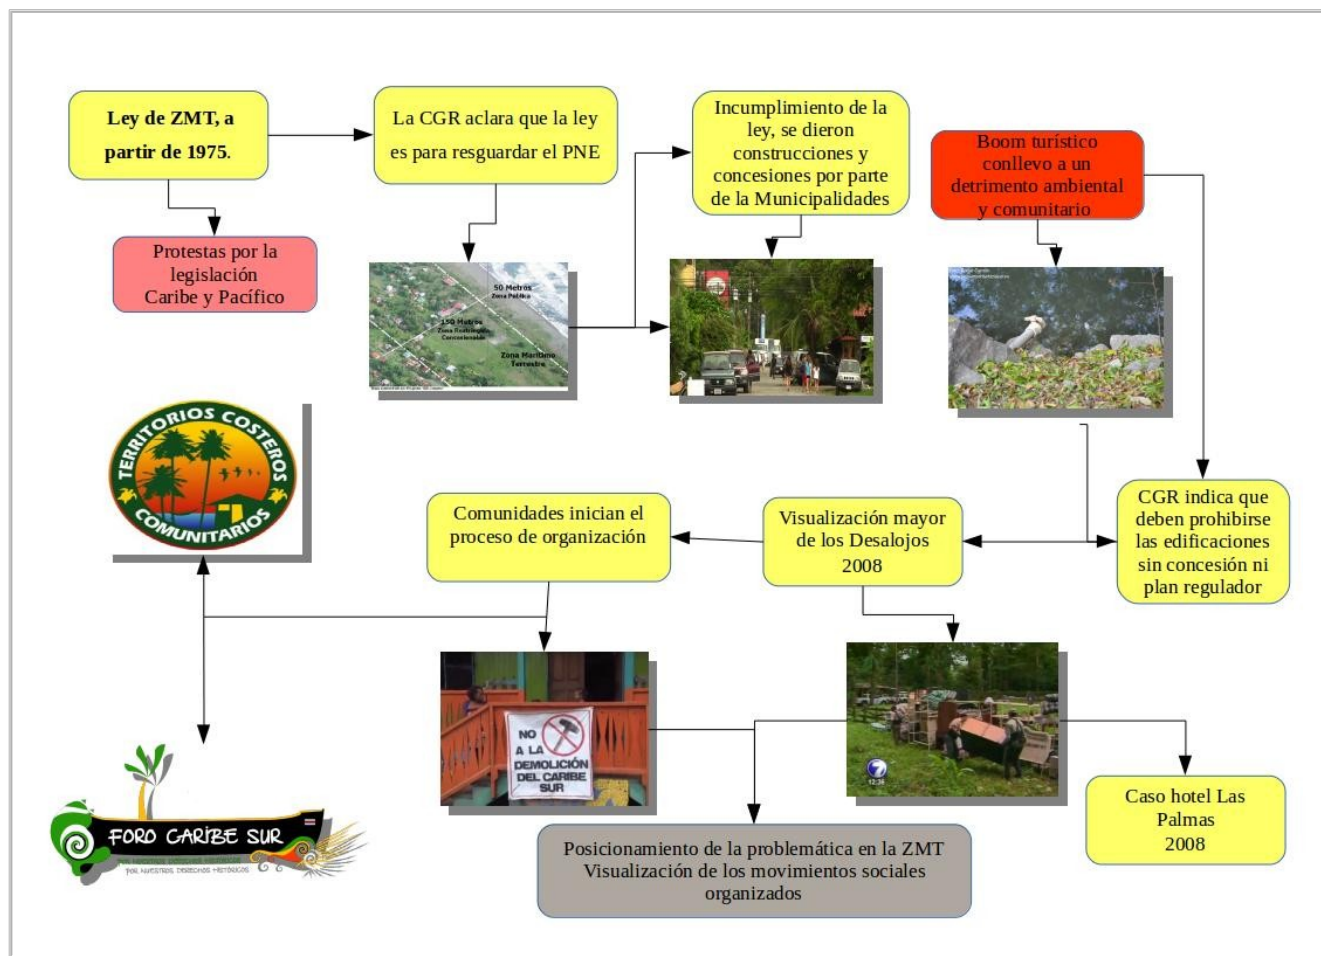 Ley de ZMT, a
partir de 1975.
La CGR aclara que la ley
es para resguardar el PNE
Incumplimiento de la
ley, se dieron
construcciones y
concesiones por parte
de la Municipalidades
Boom turístico
conllevo a un
detrimento ambiental
y comunitario
Protestas por la
legislación
Caribe y Pacífico
50 Metros
Zona Pública
150 Metros
Zona Restringida
Concesionable
Zona Marítimo
Terrestre
TERRITORIOS COSTEROS
COMUNITARIOS
Comunidades inician el
proceso de organización
Visualización mayor
de los Desalojos
2008
CGR indica que
deben prohibirse
las edificaciones
sin concesión ni
plan regulador
NO
A LA
DEMOLICIÓN
DEL CARIBE
SUR
7
12:36
Caso hotel Las
Palmas
2008
FORO CARIBE SUR
POR NUESTROS DERECHOS HISTÓRICOS
Posicionamiento de la problemática en la ZMT
Visualización de los movimientos sociales
organizados